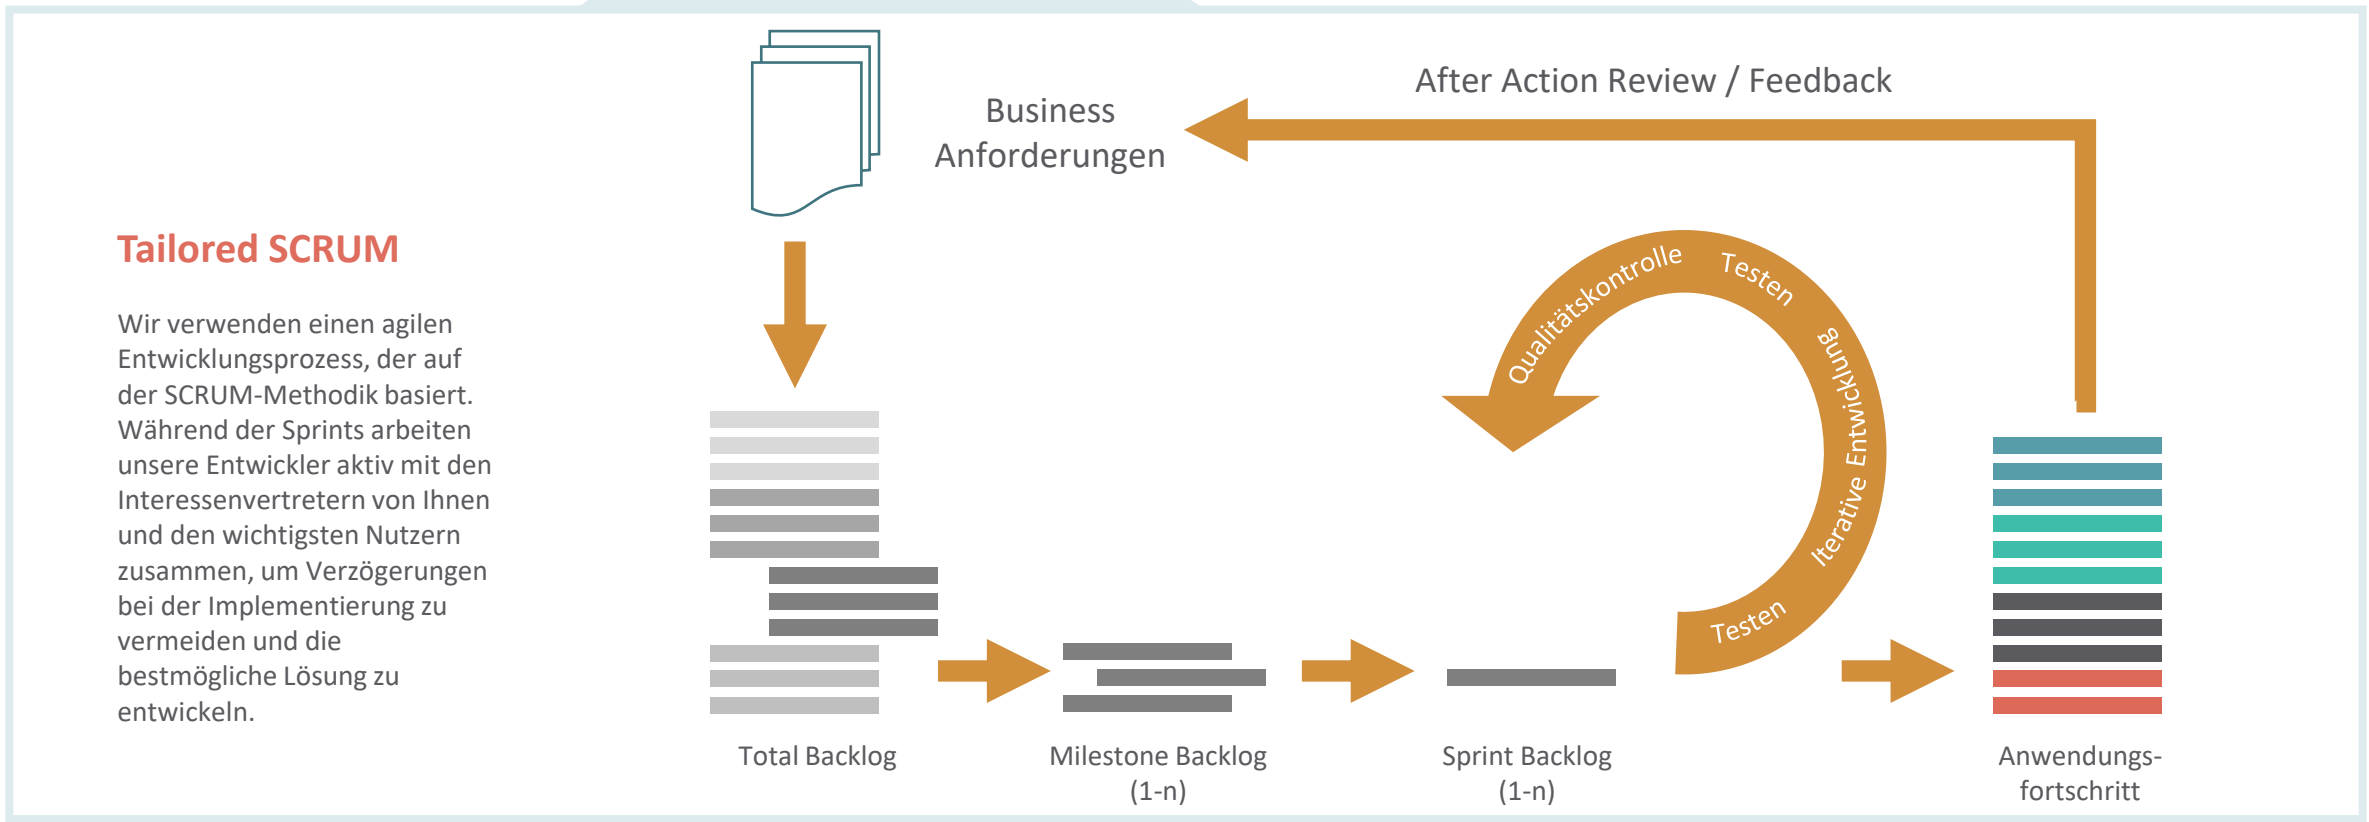 Tailored SCRUM
Wir verwenden einen agilen
Entwicklungsprozess, der auf
der SCRUM-Methodik basiert.
Während der Sprints arbeiten
unsere Entwickler aktiv mit den
Interessenvertretern von Ihnen
und den wichtigsten Nutzern
zusammen, um Verzögerungen
bei der Implementierung zu
vermeiden und die
bestmögliche Lösung zu
entwickeln.
Business
Anforderungen
After Action Review / Feedback
Qualitätskontrolle
Testen
Iterative Entwicklung
Testen
Total Backlog
Milestone Backlog
(1-n)
Sprint Backlog
(1-n)
Anwendungs-
fortschritt